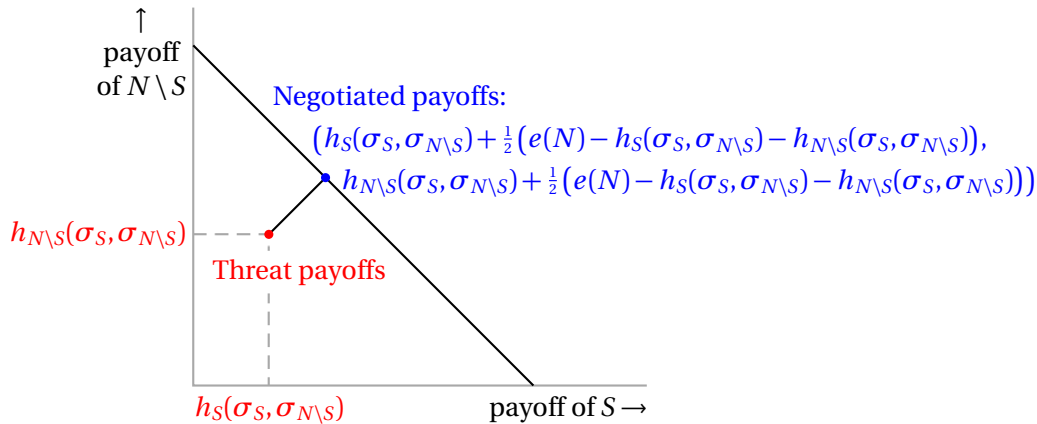 ↑
payoff
of N \ S
Negotiated payoffs:
(h_S(σ_S, σ_{N\S}) + ½(e(N) − h_S(σ_S, σ_{N\S}) − h_{N\S}(σ_S, σ_{N\S})),
h_{N\S}(σ_S, σ_{N\S}) + ½(e(N) − h_S(σ_S, σ_{N\S}) − h_{N\S}(σ_S, σ_{N\S})))
h_{N\S}(σ_S, σ_{N\S})
Threat payoffs
h_S(σ_S, σ_{N\S})
payoff of S →